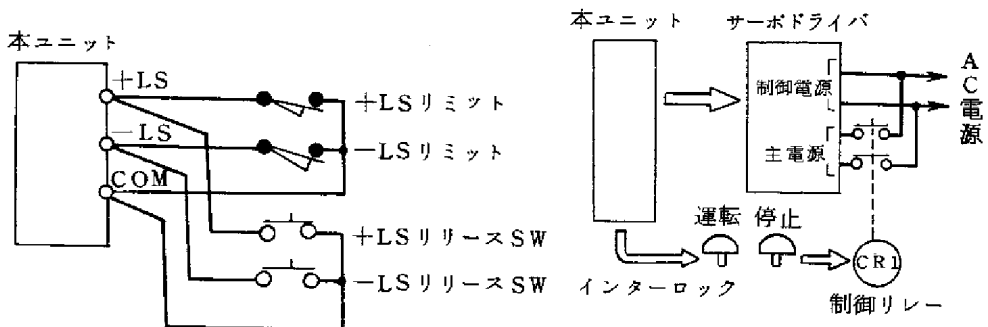 本ユニット
+LS
-LS
COM
+LSリミット
-LSリミット
+LSリリースSW
-LSリリースSW
本ユニット
サーボドライバ
制御電源
主電源
AC電源
運転
停止
インターロック
CR1
制御リレー